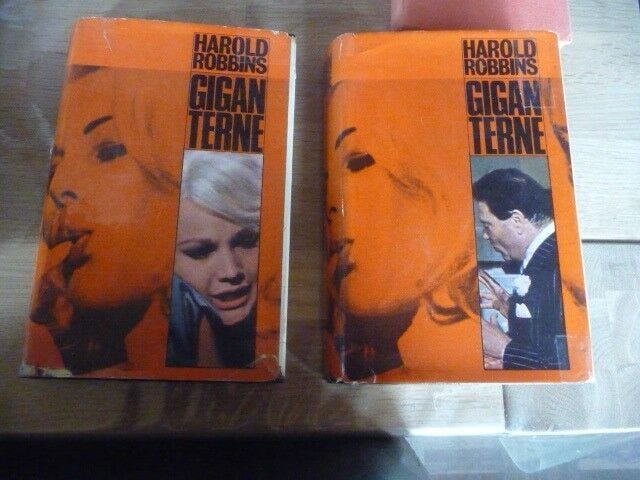 HAROLD
ROBBINS
GIGAN
TERNE
HAROLD
ROBBINS
GIGAN
TERNE